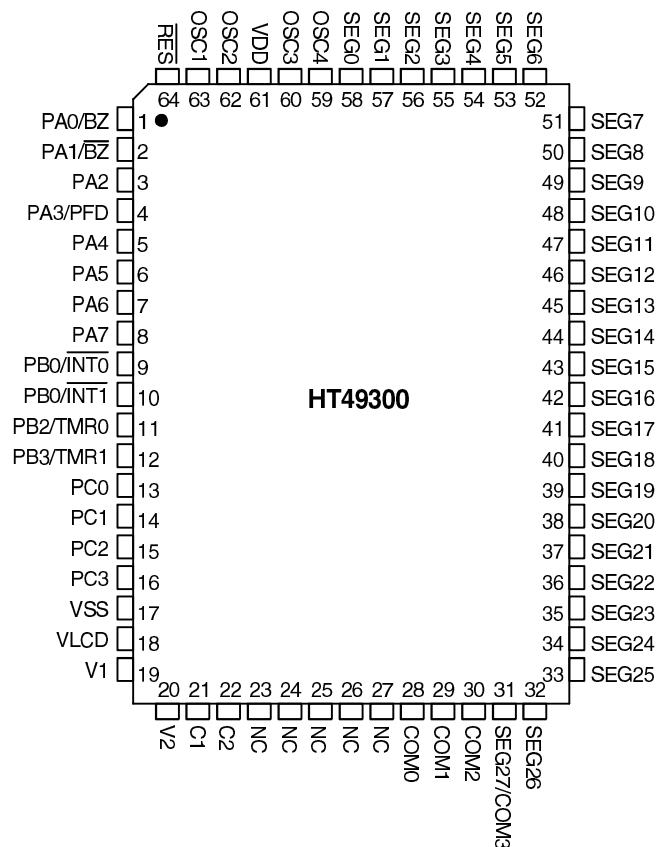 R̅E̅S̅ OSC1 OSC2 VDD OSC3 OSC4 SEG0 SEG1 SEG2 SEG3 SEG4 SEG5 SEG6
64 63 62 61 60 59 58 57 56 55 54 53 52
PA0/BZ 1 51 SEG7
PA1/B̅Z̅ 2 50 SEG8
PA2 3 49 SEG9
PA3/PFD 4 48 SEG10
PA4 5 47 SEG11
PA5 6 46 SEG12
PA6 7 45 SEG13
PA7 8 44 SEG14
PB0/I̅N̅T̅0̅ 9 43 SEG15
PB0/I̅N̅T̅1̅ 10 42 SEG16
HT49300
PB2/TMR0 11 41 SEG17
PB3/TMR1 12 40 SEG18
PC0 13 39 SEG19
PC1 14 38 SEG20
PC2 15 37 SEG21
PC3 16 36 SEG22
VSS 17 35 SEG23
VLCD 18 34 SEG24
V1 19 33 SEG25
20 21 22 23 24 25 26 27 28 29 30 31 32
V2 C1 C2 NC NC NC NC NC COM0 COM1 COM2 SEG27/COM3 SEG26